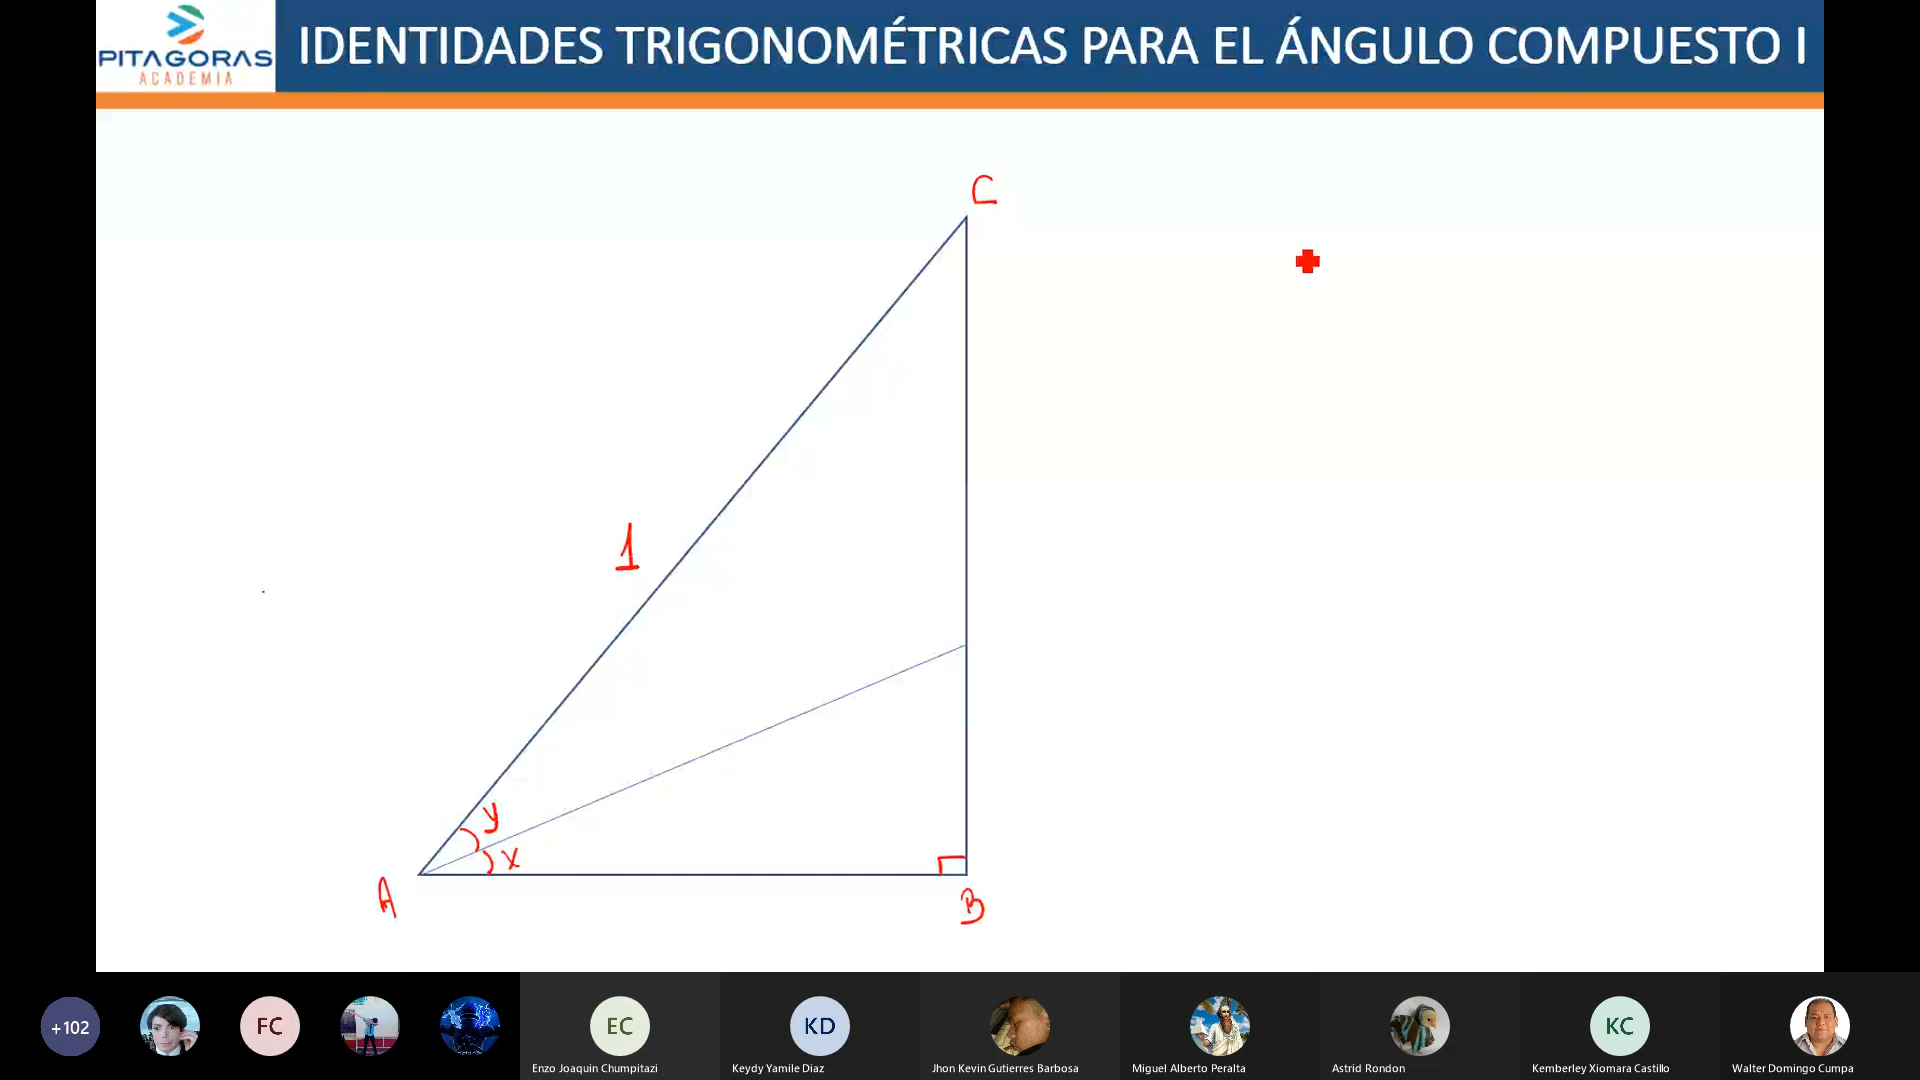 PITAGORAS
ACADEMIA
IDENTIDADES TRIGONOMÉTRICAS PARA EL ÁNGULO COMPUESTO I
C
1
y
x
A
B
+102
FC
EC
KD
KC
Enzo Joaquin Chumpitazi
Keydy Yamile Diaz
Jhon Kevin Gutierres Barbosa
Miguel Alberto Peralta
Astrid Rondon
Kemberley Xiomara Castillo
Walter Domingo Cumpa